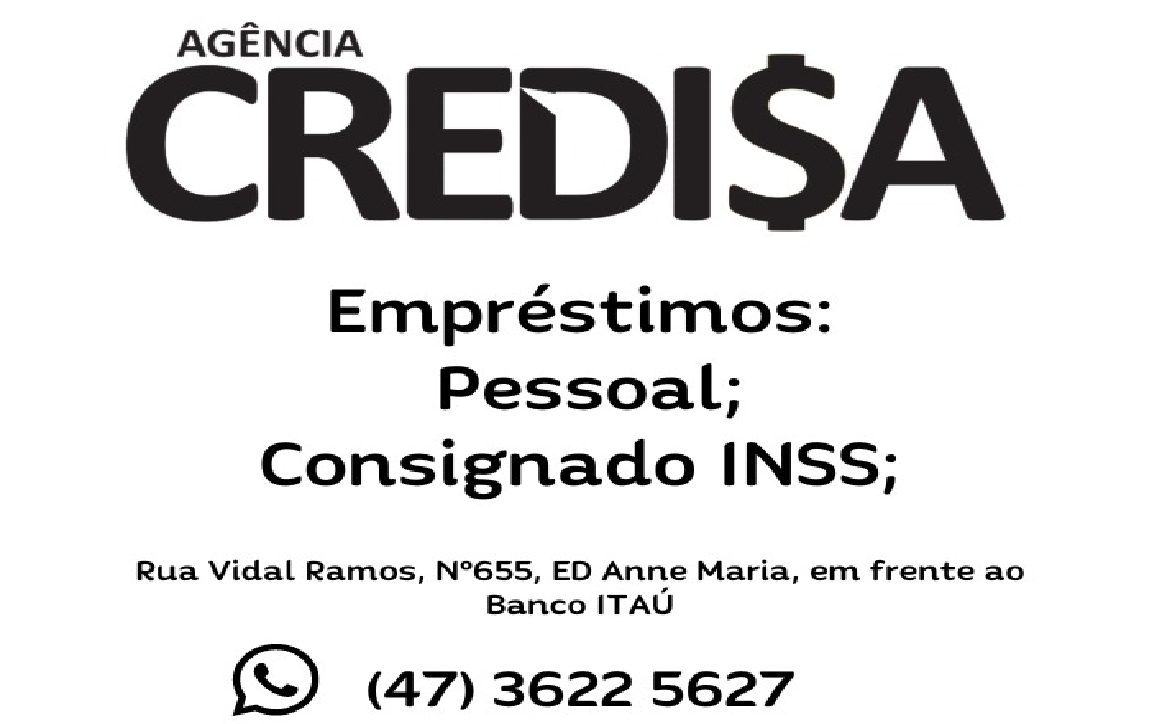 AGÊNCIA
CREDI$A
Empréstimos:
Pessoal;
Consignado INSS;
Rua Vidal Ramos, Nº655, ED Anne Maria, em frente ao
Banco ITAÚ
(47) 3622 5627